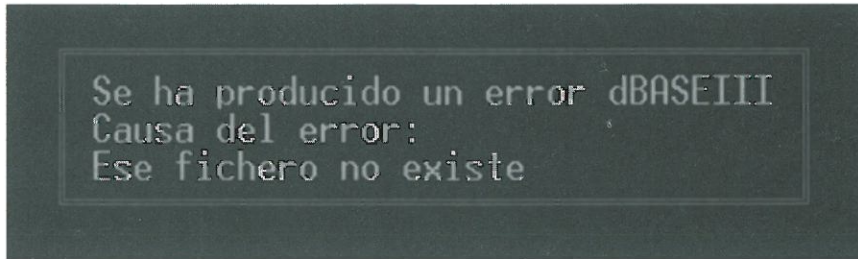 Se ha producido un error dBASEIII
Causa del error:
Ese fichero no existe